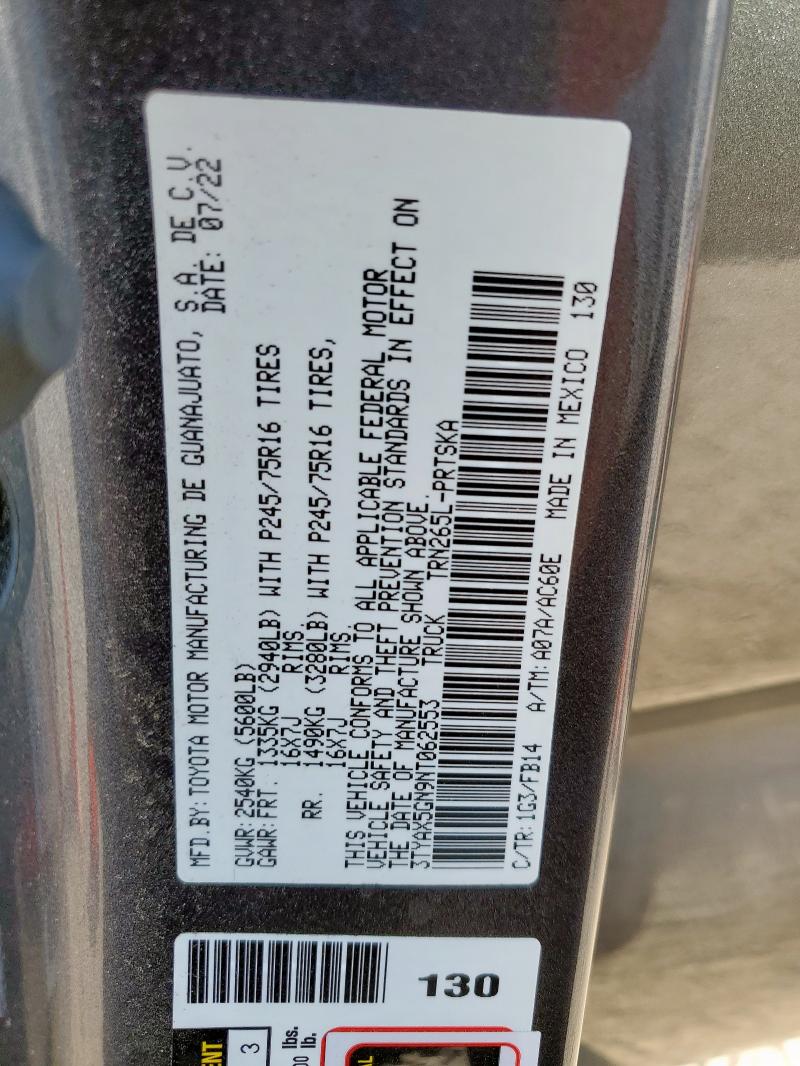 MFD.BY: TOYOTA MOTOR MANUFACTURING DE GUANAJUATO, S.A. DE C.V.
DATE: 07/22
GVWR: 2540KG (5600LB)
GAWR: FRT. 1335KG (2940LB) WITH P245/75R16 TIRES
16X7J RIMS.
RR. 1490KG (3280LB) WITH P245/75R16 TIRES,
16X7J RIMS.
THIS VEHICLE CONFORMS TO ALL APPLICABLE FEDERAL MOTOR
VEHICLE SAFETY AND THEFT PREVENTION STANDARDS IN EFFECT ON
THE DATE OF MANUFACTURE SHOWN ABOVE.
3TYAX5GN9NT062553 TRUCK TRN265L-PRTSKA
C/TR: 1G3/FB14 A/TM: A07A/AC60E MADE IN MEXICO 130
130
3
lbs.
lb.